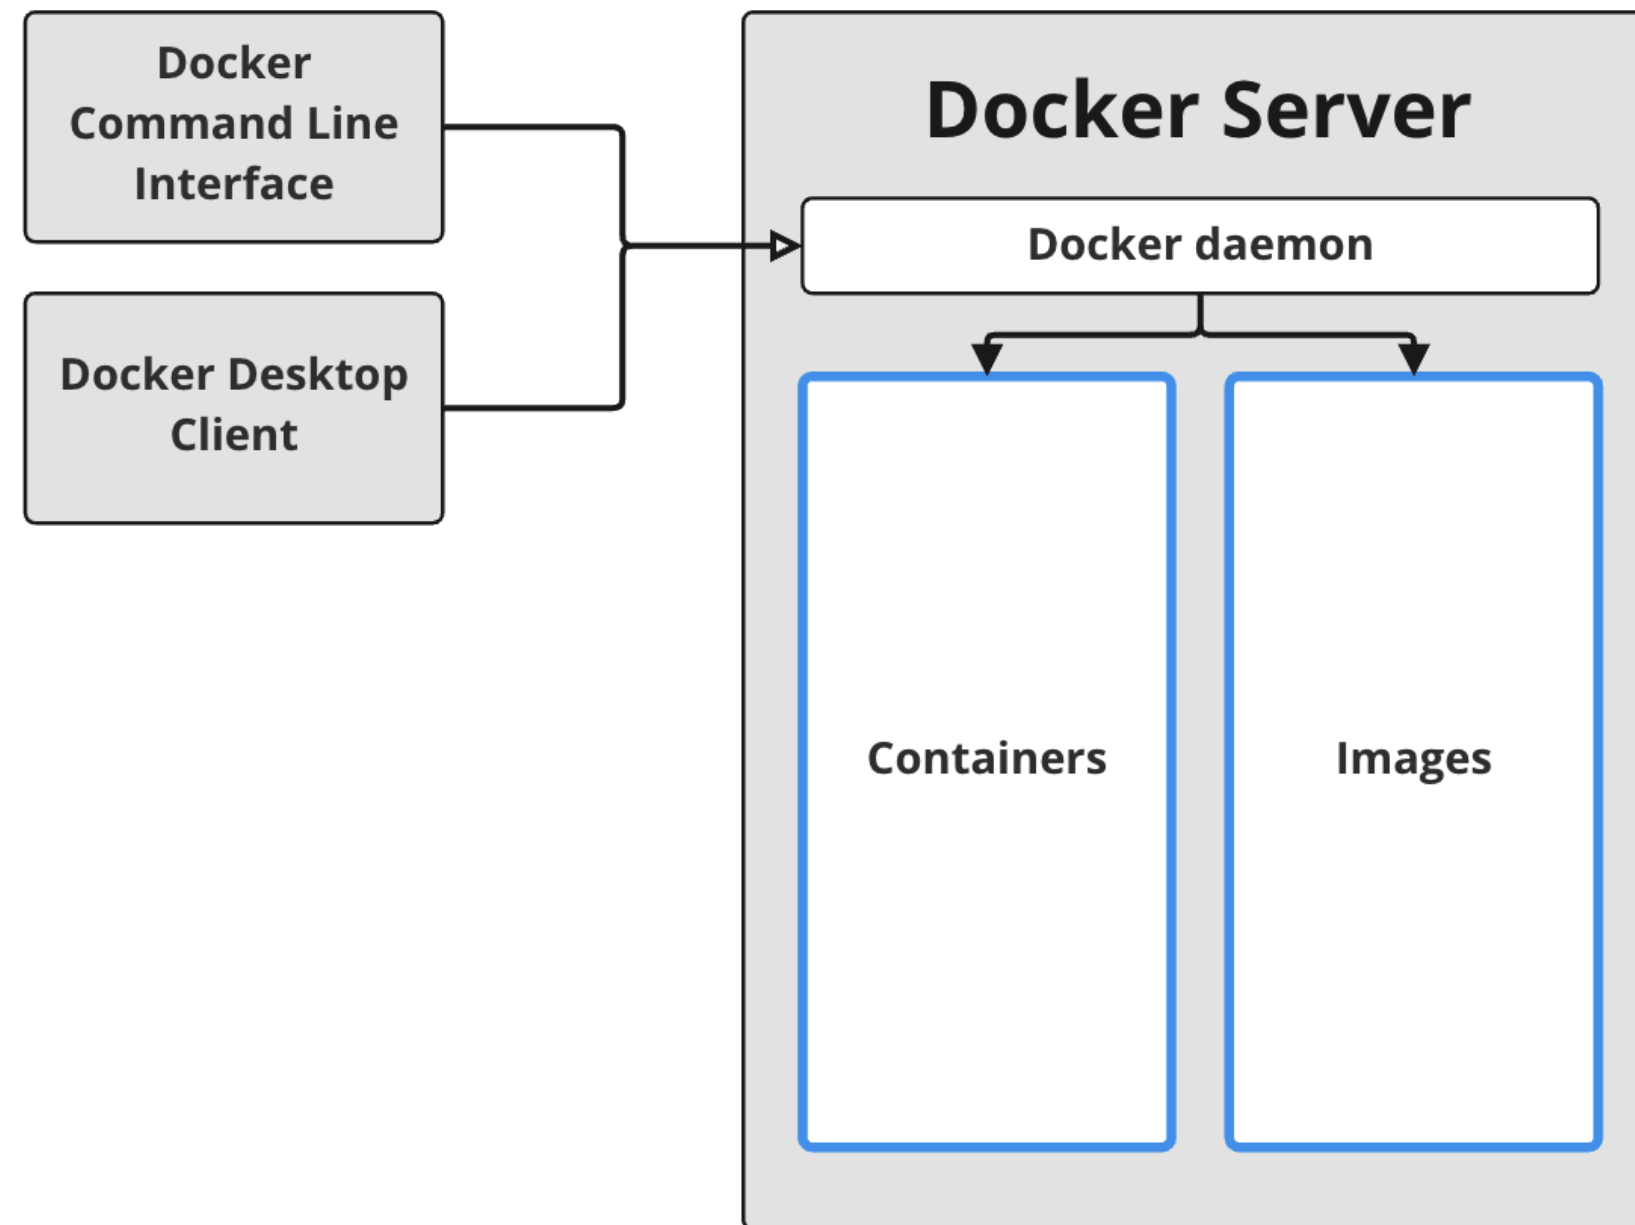 Docker
Command Line
Interface
Docker Desktop
Client
Docker Server
Docker daemon
Containers
Images